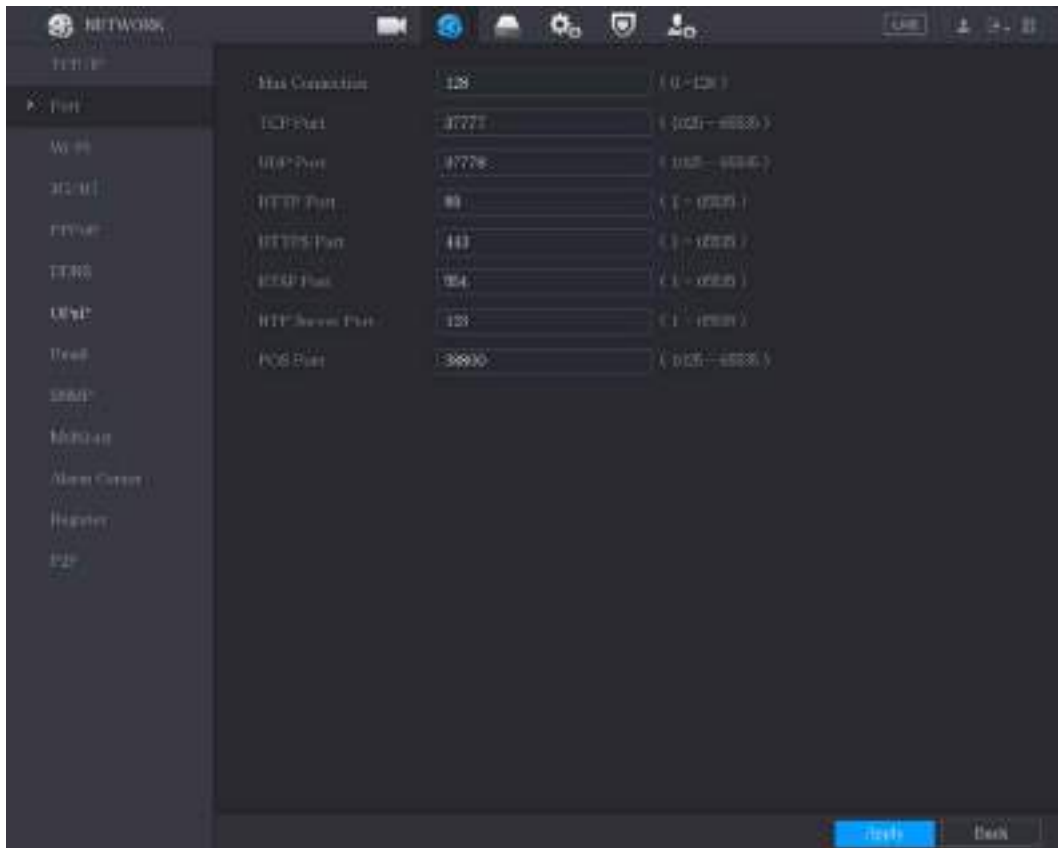 NETWORK
LIVE
TCP/IP
Port
Max Connection 128 ( 0~128 )
TCP Port 37777 ( 1025 ~ 65535 )
UDP Port 37778 ( 1025 ~ 65535 )
HTTP Port 80 ( 1 ~ 65535 )
HTTPS Port 443 ( 1 ~ 65535 )
RTSP Port 554 ( 1 ~ 65535 )
NTP Server Port 123 ( 1 ~ 65535 )
POS Port 38800 ( 1025 ~ 65535 )
Wi-Fi
3G/4G
PPPoE
DDNS
UPnP
Email
SNMP
Multicast
Alarm Center
Register
P2P
Apply
Back